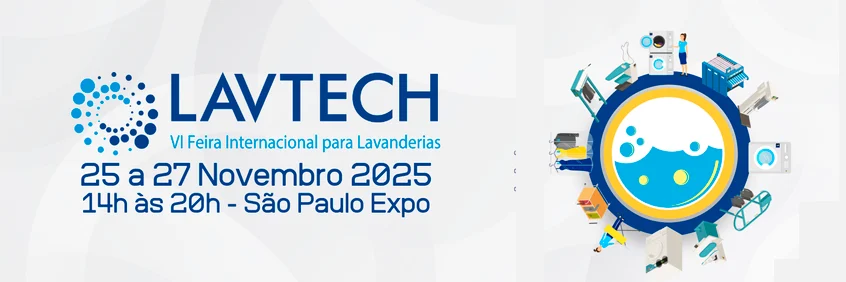 LAVTECH
VI Feira Internacional para Lavanderias
25 a 27 Novembro 2025
14h às 20h - São Paulo Expo